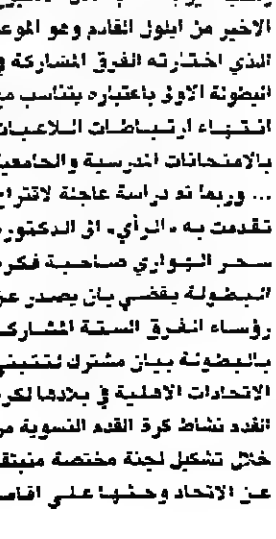 الاخير من ايلول القادم وهو الموعد
الذي اختارته الفرق المشاركة في
البطولة الاولى باعتباره يتناسب مع
انتهاء ارتباطات اللاعبات
بالامتحانات المدرسية والجامعية
... وربما تم دراسة عاجلة لاقتراح
تقدمت به «الرأي» الى الدكتورة
سحر الهواري صاحبة فكرة
البطولة يقضي بان يصدر عن
رؤساء الفرق الستة المشاركة
بالبطولة بيان مشترك لتتبنى
الاتحادات الاهلية في بلادها لكرة
القدم نشاط كرة القدم النسوية من
خلال تشكيل لجنة مختصة منبثقة
عن الاتحاد وحثها على اقامة